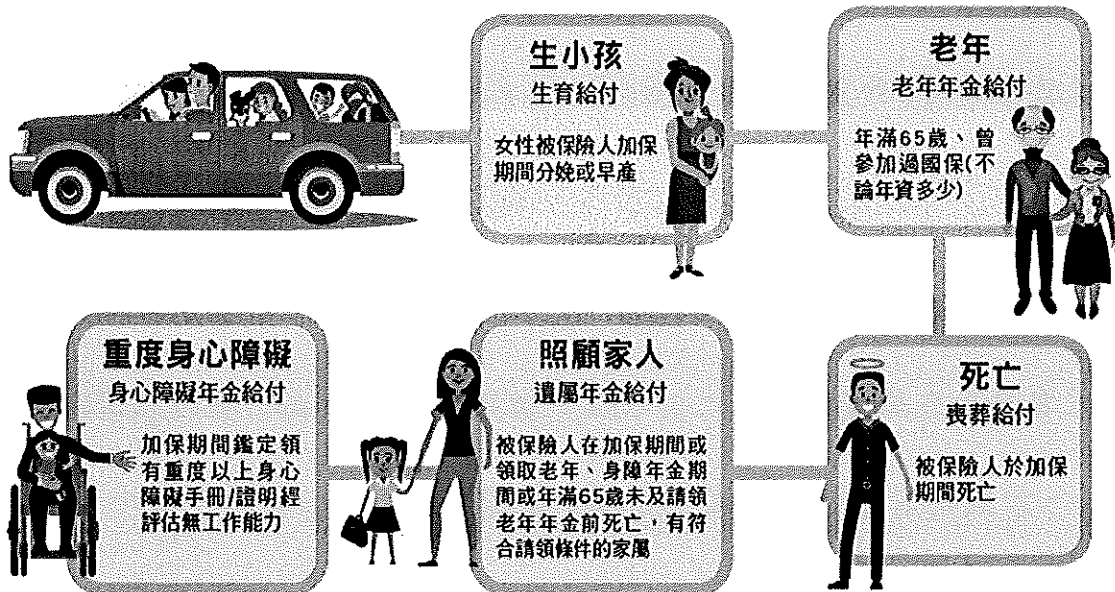 生小孩
生育給付
女性被保險人加保
期間分娩或早產
老年
老年年金給付
年滿65歲、曾
參加過國保(不
論年資多少)
重度身心障礙
身心障礙年金給付
加保期間鑑定領
有重度以上身心
障礙手冊/證明經
評估無工作能力
照顧家人
遺屬年金給付
被保險人在加保期間或
領取老年、身障年金期
間或年滿65歲未及請領
老年年金前死亡，有符
合請領條件的家屬
死亡
喪葬給付
被保險人於加保
期間死亡